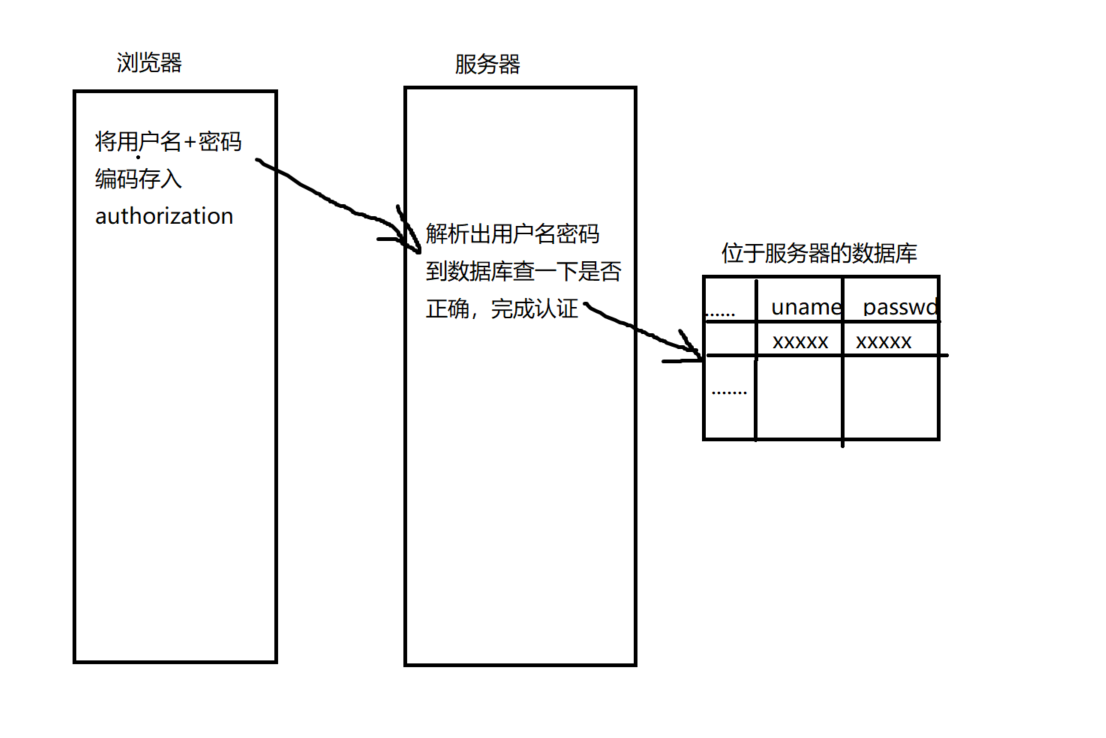 浏览器
服务器
将用户名+密码
编码存入
authorization
解析出用户名密码
到数据库查一下是否
正确，完成认证
位于服务器的数据库
...... uname passwd
xxxxx xxxxx
.......